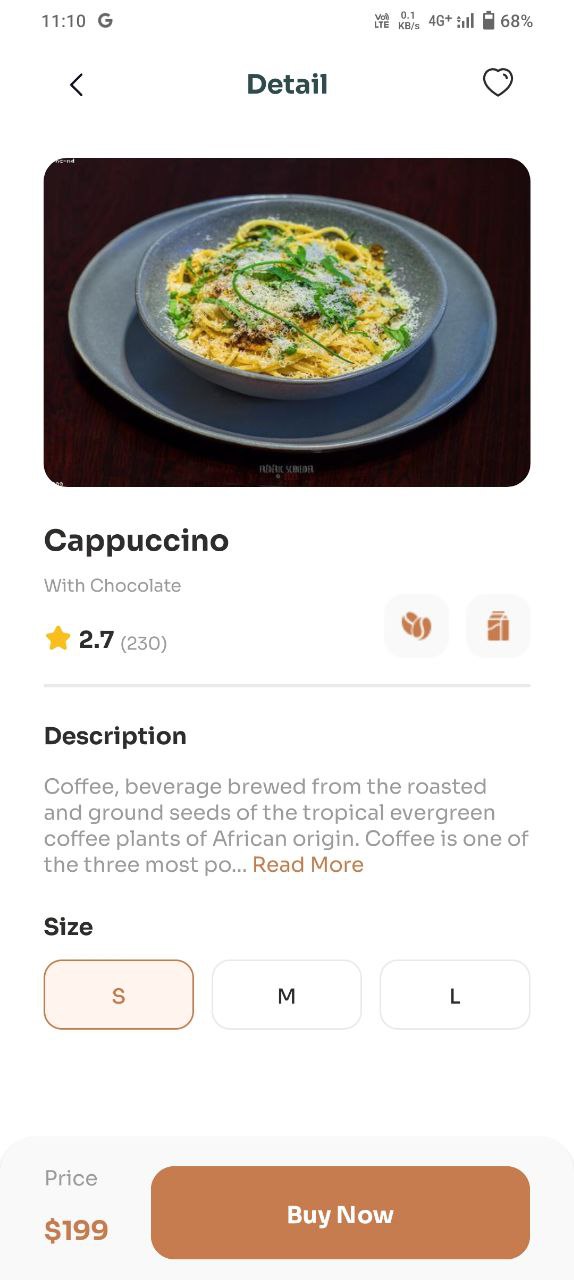 11:10 G
Vo)) LTE 0.1 KB/s 4G+ 68%
Detail
FRÉDÉRIC SCHNEIDER
©
Cappuccino
With Chocolate
2.7 (230)
Description
Coffee, beverage brewed from the roasted
and ground seeds of the tropical evergreen
coffee plants of African origin. Coffee is one of
the three most po... Read More
Size
S
M
L
Price
$199
Buy Now